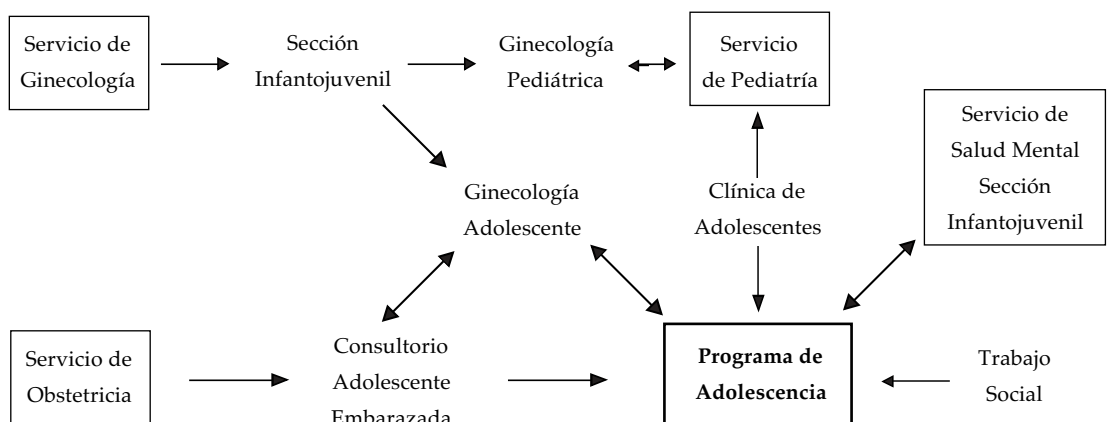 Servicio de
Ginecología
Sección
Infantojuvenil
Ginecología
Pediátrica
Servicio
de Pediatría
Servicio de
Salud Mental
Sección
Infantojuvenil
Ginecología
Adolescente
Clínica de
Adolescentes
Servicio de
Obstetricia
Consultorio
Adolescente
Embarazada
Programa de
Adolescencia
Trabajo
Social